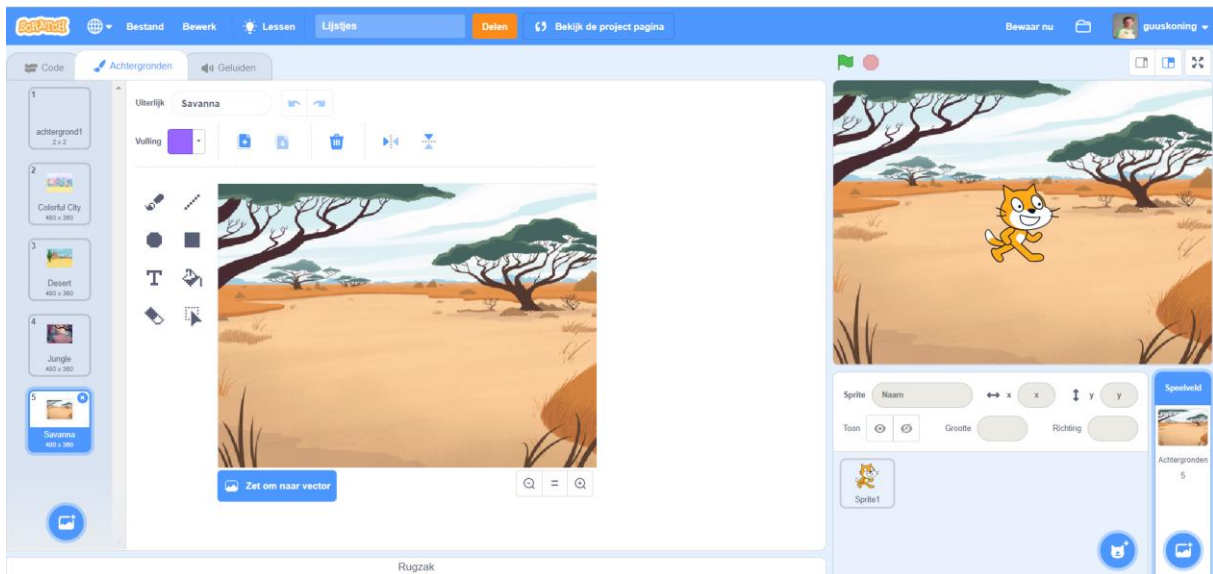 SCRATCH Bestand Bewerk Lessen Lijstjes Delen Bekijk de project pagina Bewaar nu guuskoning
Code Achtergronden Geluiden
1
achtergrond1
2 x 2
2
Colorful City
480 x 360
3
Desert
480 x 360
4
Jungle
480 x 360
5
Savanna
480 x 360
Uiterlijk Savanna
Vulling
T
Zet om naar vector
=
Rugzak
Sprite Naam x x y y
Toon Grootte Richting
Sprite1
Speelveld
Achtergronden
5